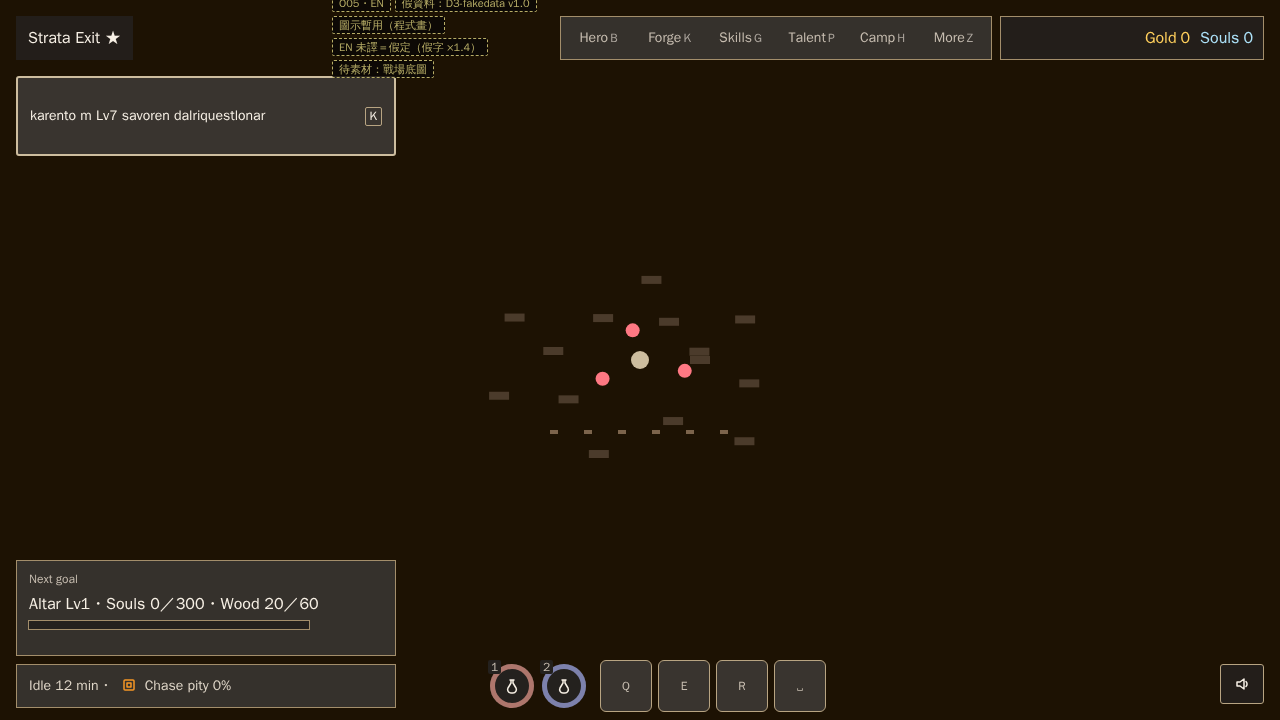 005・EN 假資料：D3-fakedata v1.0
圖示暫用（程式畫）
EN 未譯＝假定（假字 ×1.4）
待素材：戰場底圖
Strata Exit ★
Hero B Forge K Skills G Talent P Camp H More Z
Gold 0 Souls 0
karento m Lv7 savoren dalriquestlonar K
Next goal
Altar Lv1・Souls 0／300・Wood 20／60
Idle 12 min・ Chase pity 0%
1 2 Q E R ⎵